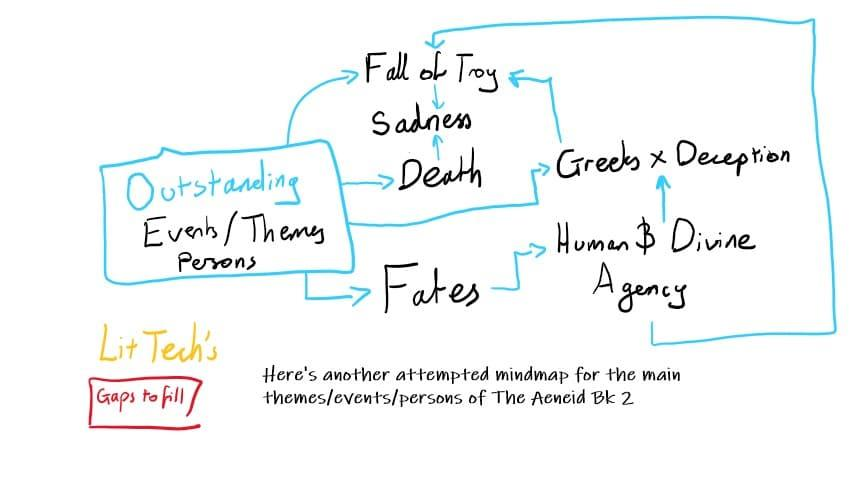 Fall of Troy
Sadness
Death
Greeks x Deception
Outstanding
Events/Themes
Persons
Human & Divine
Agency
Fates
Lit Tech's
Gaps to fill
Here's another attempted mindmap for the main
themes/events/persons of The Aeneid Bk 2